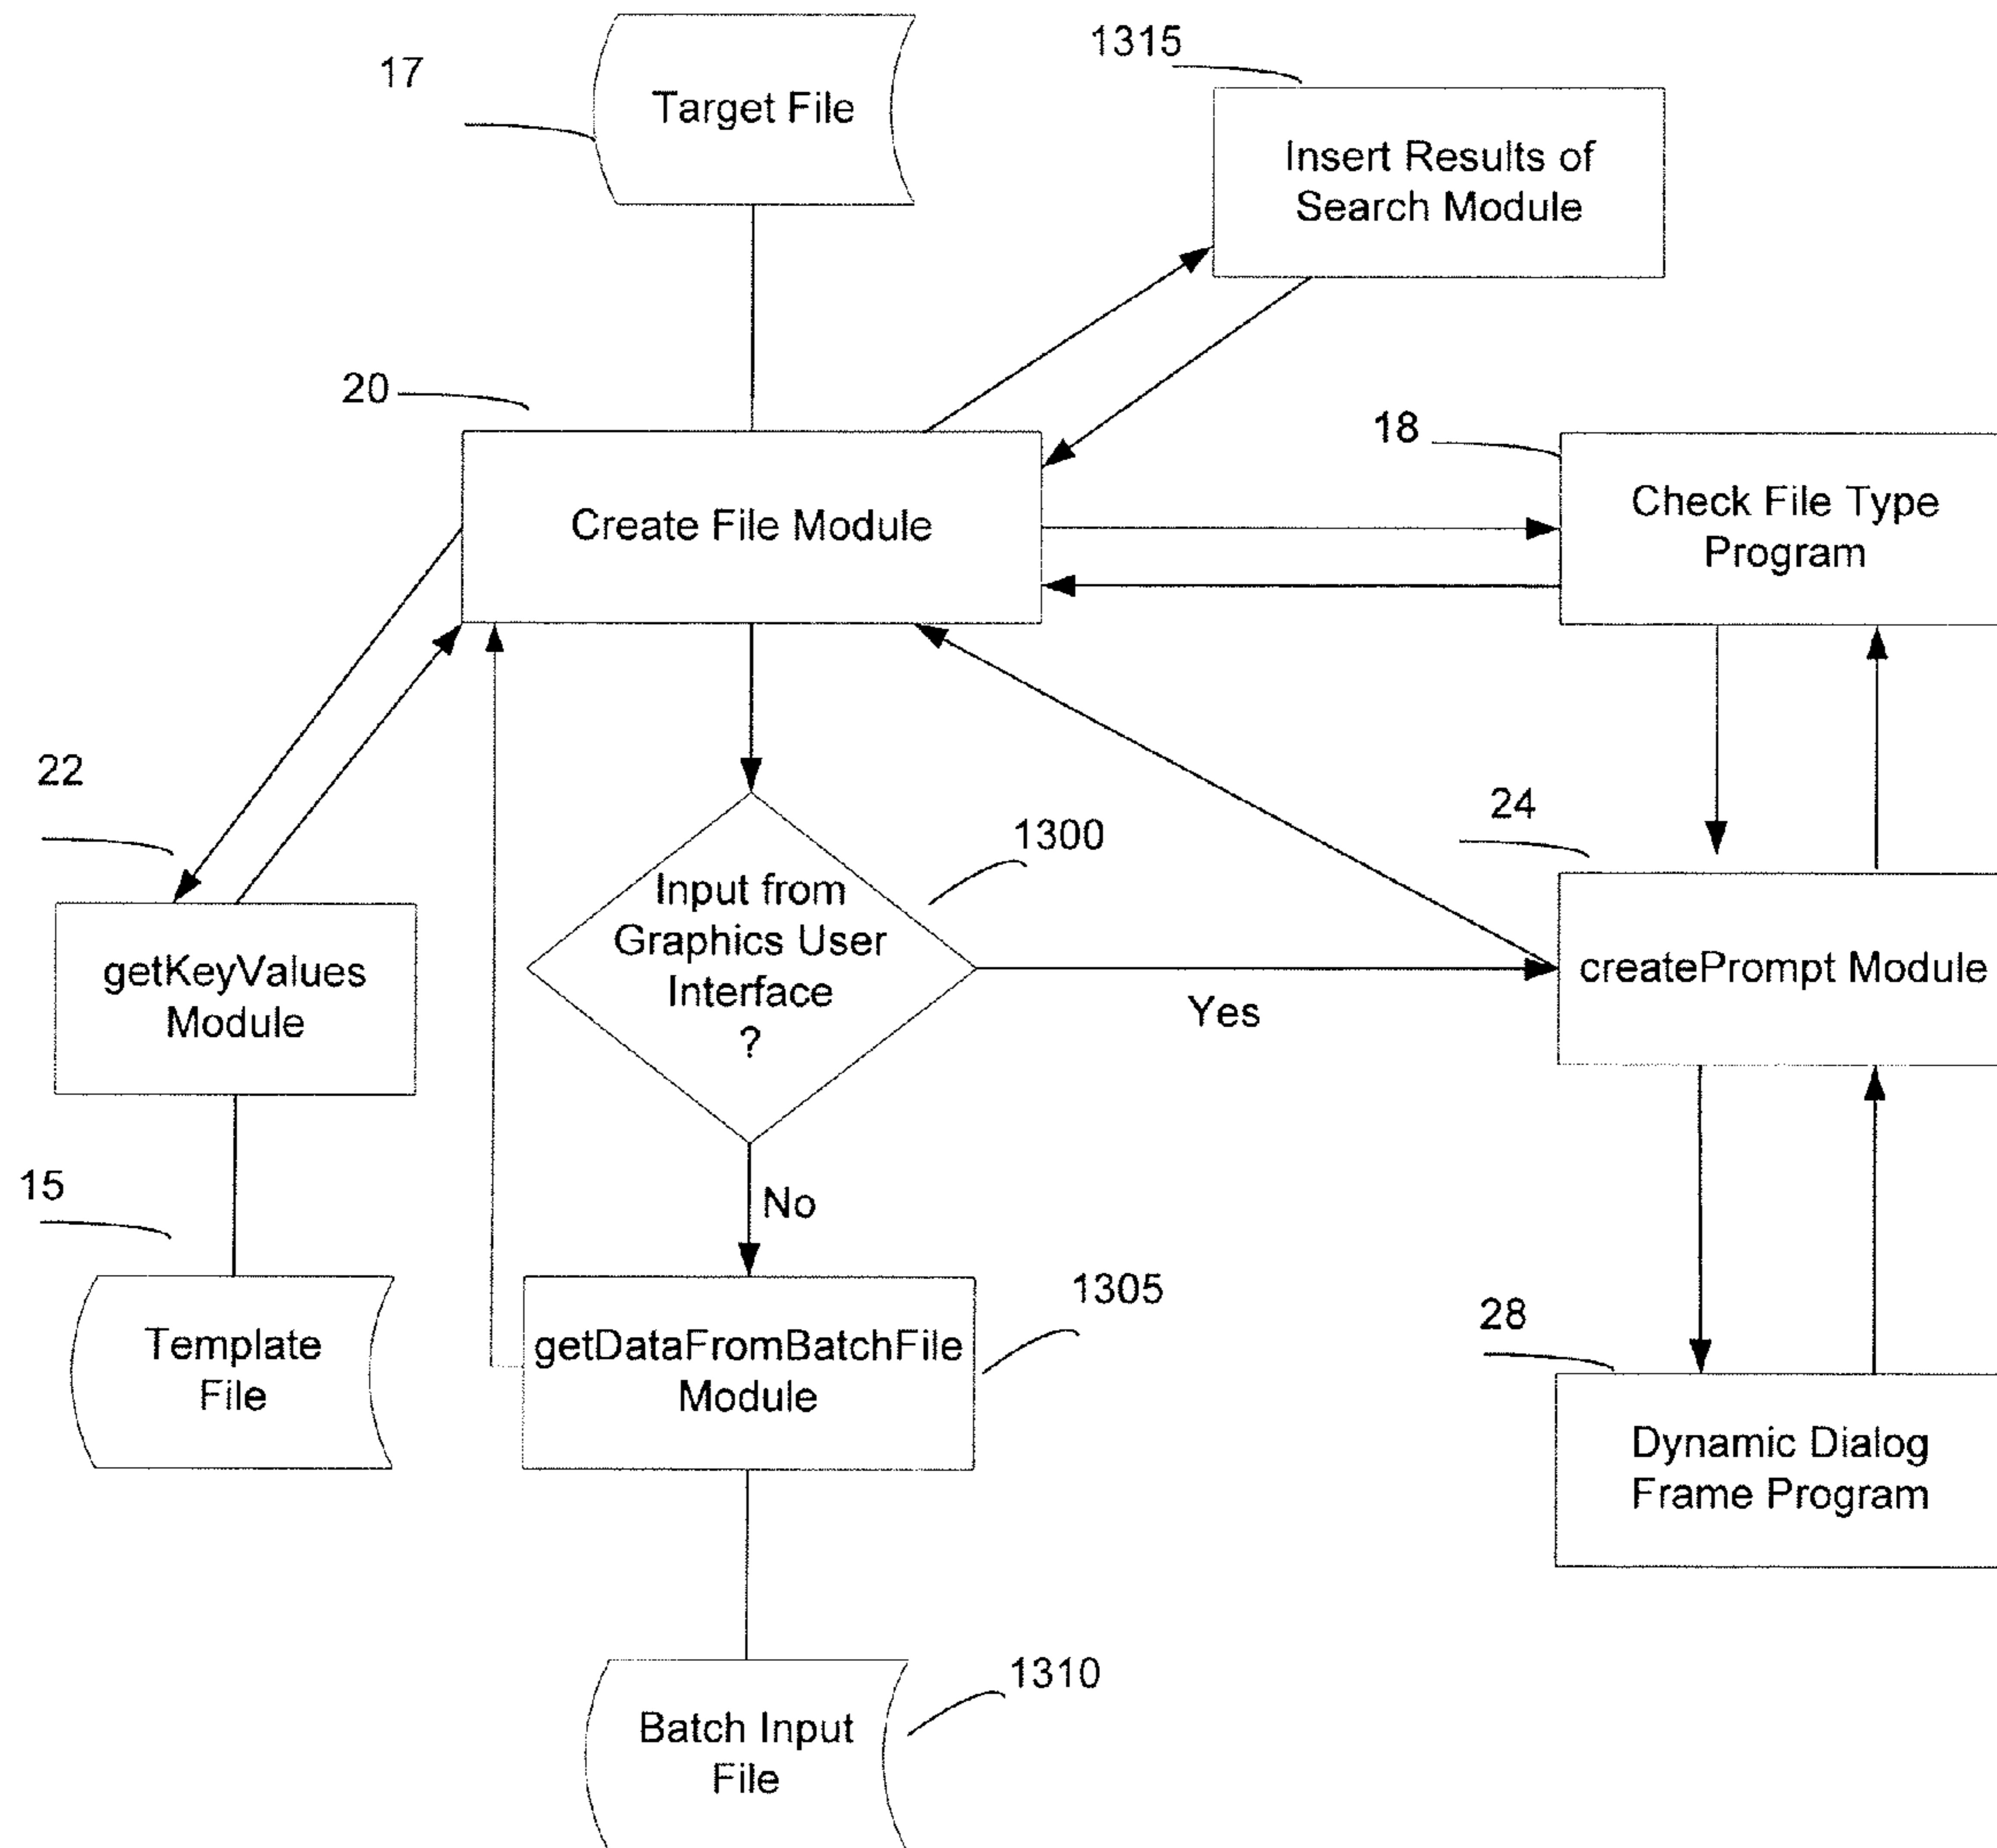 17
Target File
1315
Insert Results of
Search Module
20
Create File Module
18
Check File Type
Program
22
getKeyValues
Module
1300
Input from
Graphics User
Interface
?
Yes
24
createPrompt Module
15
Template
File
No
getDataFromBatchFile
Module
1305
28
Dynamic Dialog
Frame Program
Batch Input
File
1310